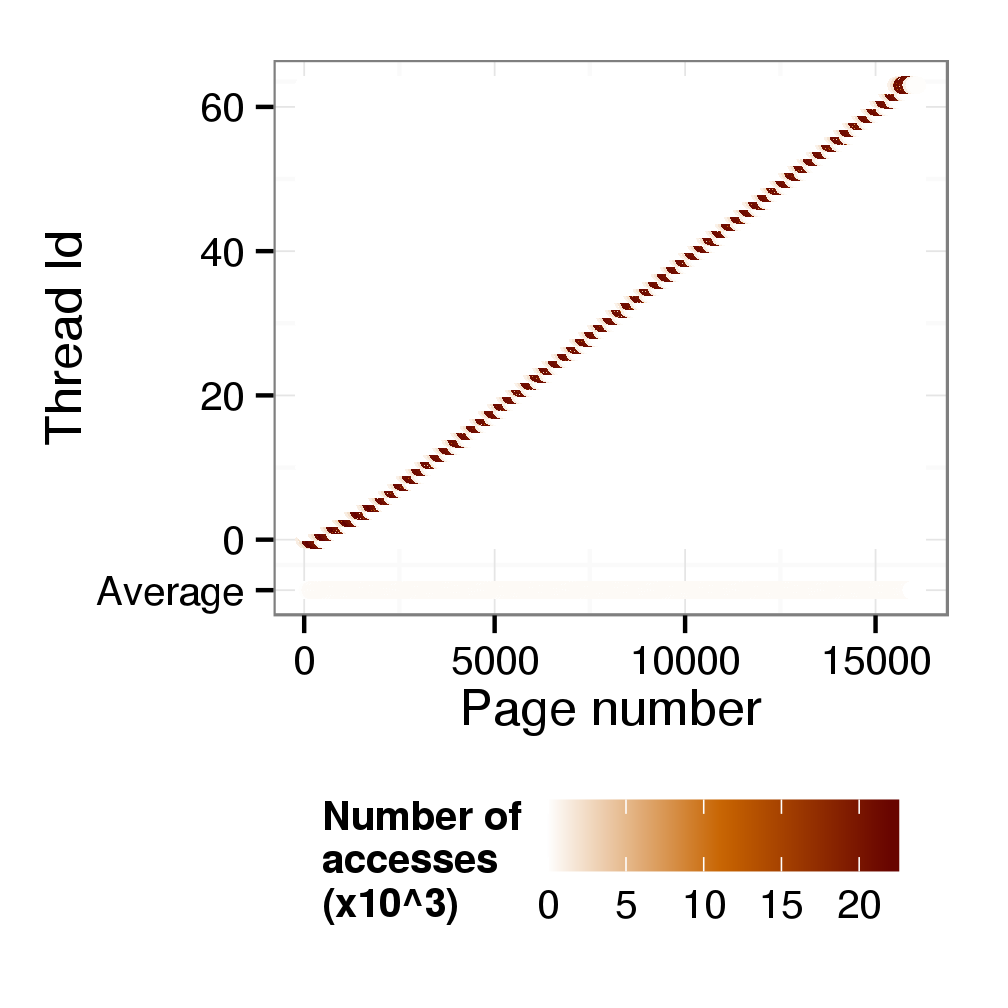 60
40
20
0
Average
Thread Id
0 5000 10000 15000
Page number
Number of
accesses
(x10^3)
0 5 10 15 20